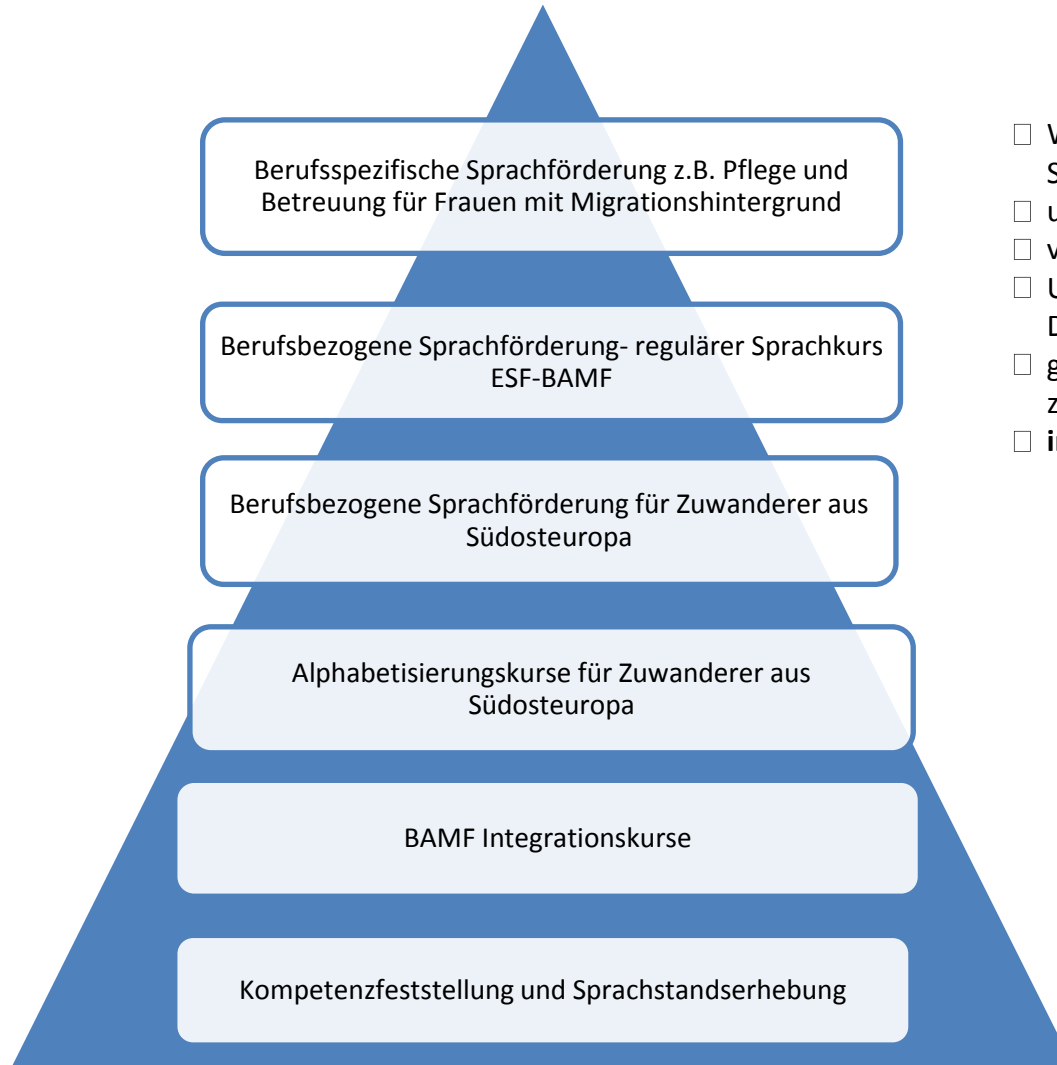 Berufsspezifische Sprachförderung z.B. Pflege und
Betreuung für Frauen mit Migrationshintergrund
Berufsbezogene Sprachförderung- regulärer Sprachkurs
ESF-BAMF
Berufsbezogene Sprachförderung für Zuwanderer aus
Südosteuropa
Alphabetisierungskurse für Zuwanderer aus
Südosteuropa
BAMF Integrationskurse
Kompetenzfeststellung und Sprachstandserhebung